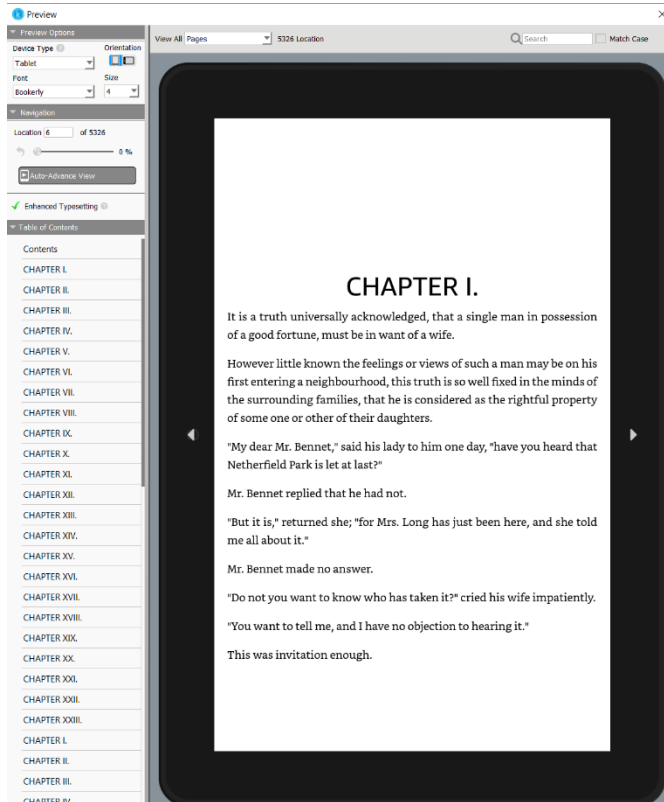 Preview
Preview Options
Device Type
Orientation
Tablet
Font
Size
Bookerly
4
Navigation
Location 6 of 5326
0 %
Auto-Advance View
Enhanced Typesetting
Table of Contents
Contents
CHAPTER I.
CHAPTER II.
CHAPTER III.
CHAPTER IV.
CHAPTER V.
CHAPTER VI.
CHAPTER VII.
CHAPTER VIII.
CHAPTER IX.
CHAPTER X.
CHAPTER XI.
CHAPTER XII.
CHAPTER XIII.
CHAPTER XIV.
CHAPTER XV.
CHAPTER XVI.
CHAPTER XVII.
CHAPTER XVIII.
CHAPTER XIX.
CHAPTER XX.
CHAPTER XXI.
CHAPTER XXII.
CHAPTER XXIII.
CHAPTER I.
CHAPTER II.
CHAPTER III.
CHAPTER IV.
View All Pages 5326 Location
Search
Match Case
CHAPTER I.
It is a truth universally acknowledged, that a single man in possession
of a good fortune, must be in want of a wife.
However little known the feelings or views of such a man may be on his
first entering a neighbourhood, this truth is so well fixed in the minds of
the surrounding families, that he is considered as the rightful property
of some one or other of their daughters.
"My dear Mr. Bennet," said his lady to him one day, "have you heard that
Netherfield Park is let at last?"
Mr. Bennet replied that he had not.
"But it is," returned she; "for Mrs. Long has just been here, and she told
me all about it."
Mr. Bennet made no answer.
"Do not you want to know who has taken it?" cried his wife impatiently.
"You want to tell me, and I have no objection to hearing it."
This was invitation enough.